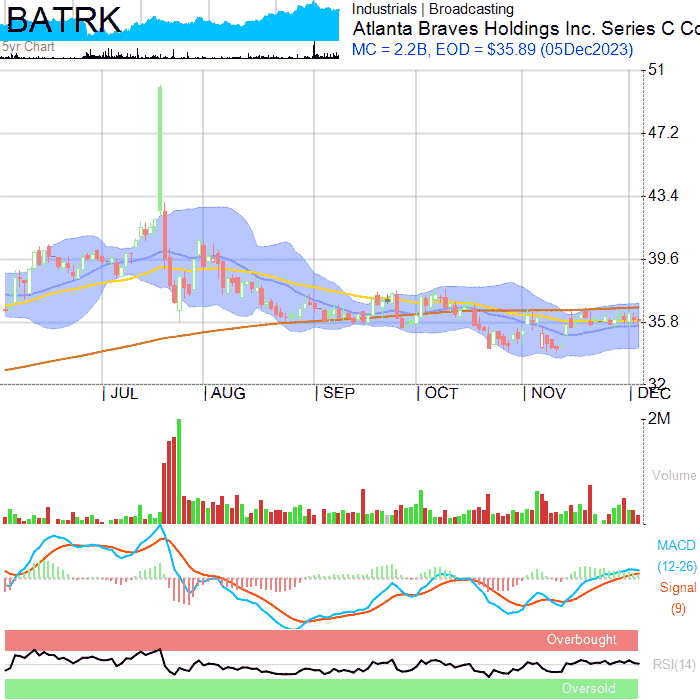 BATRK
5yr Chart
Industrials | Broadcasting
Atlanta Braves Holdings Inc. Series C Co
MC = 2.2B, EOD = $35.89 (05Dec2023)
51
47.2
43.4
39.6
35.8
32
JUL AUG SEP OCT NOV DEC
2M
Volume
MACD
(12-26)
Signal
(9)
Overbought
RSI(14)
Oversold